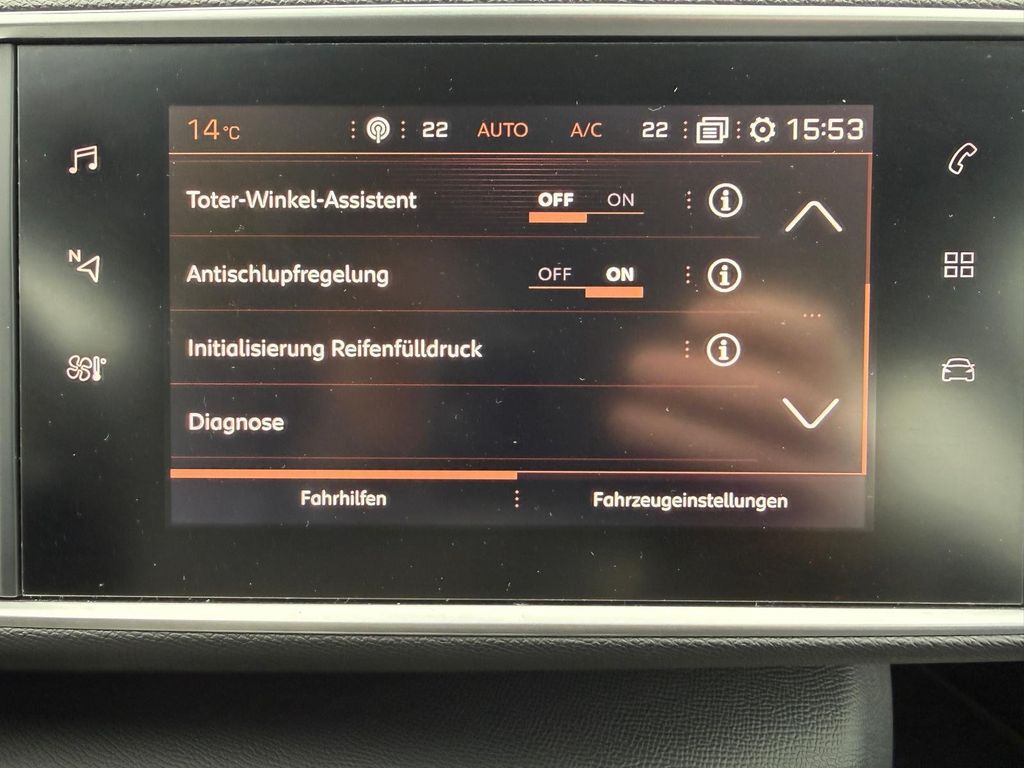 14°C 22 AUTO A/C 22 15:53
Toter-Winkel-Assistent OFF ON
Antischlupfregelung OFF ON
Initialisierung Reifenfülldruck
Diagnose
Fahrhilfen Fahrzeugeinstellungen
N